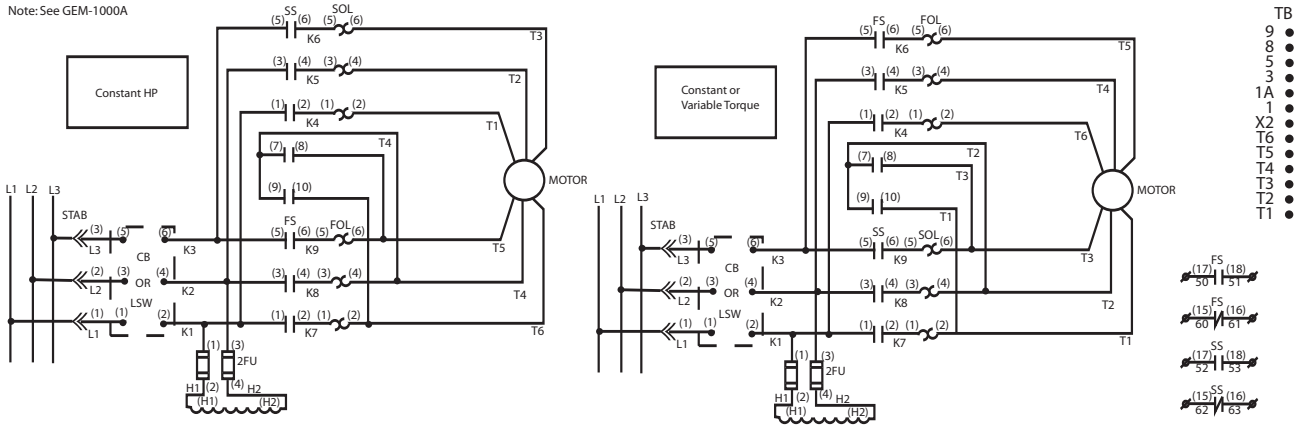 Note: See GEM-1000A
SS SOL
(5) (6) (5) (6)
K6 T3
(3) (4) (3) (4)
K5 T2
Constant HP
(1) (2) (1) (2)
K4 T1
T4
(7) (8)
(9) (10)
MOTOR
L1 L2 L3
STAB
FS FOL
(3) (5) (6) (5) (6) (5) (6)
L3 K3 K9 T5
CB
(2) (3) OR (4) (3) (4) (3) (4)
L2 K2 K8 T4
LSW
(1) (1) (2) (1) (2) (1) (2)
L1 K1 K7 T6
(1) (3)
2FU
H1 (2) (4) H2
(H1) (H2)
FS FOL
(5) (6) (5) (6)
K6 T5
(3) (4) (3) (4)
K5 T4
Constant or
Variable Torque
(1) (2) (1) (2)
K4 T6
T2
(7) (8)
T3
(9) (10)
T1
MOTOR
L1 L2 L3
STAB
SS SOL
(3) (5) (6) (5) (6) (5) (6)
L3 K3 K9 T3
CB
(2) (3) OR (4) (3) (4) (3) (4)
L2 K2 K8 T2
LSW
(1) (1) (2) (1) (2) (1) (2)
L1 K1 K7 T1
(1) (3)
2FU
H1 (2) (4) H2
(H1) (H2)
TB
9
8
5
3
1A
1
X2
T6
T5
T4
T3
T2
T1
FS
(17) (18)
50 51
FS
(15) (16)
60 61
SS
(17) (18)
52 53
SS
(15) (16)
62 63